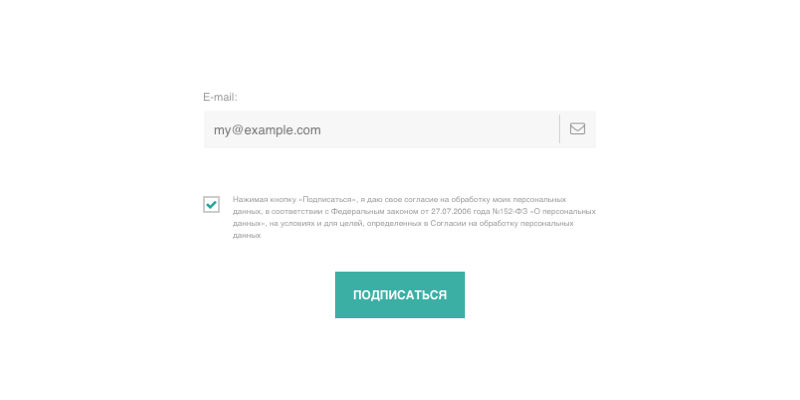 E-mail:
my@example.com
Нажимая кнопку «Подписаться», я даю свое согласие на обработку моих персональных
данных, в соответствии с Федеральным законом от 27.07.2006 года №152-ФЗ «О персональных
данных», на условиях и для целей, определенных в Согласии на обработку персональных
данных
ПОДПИСАТЬСЯ